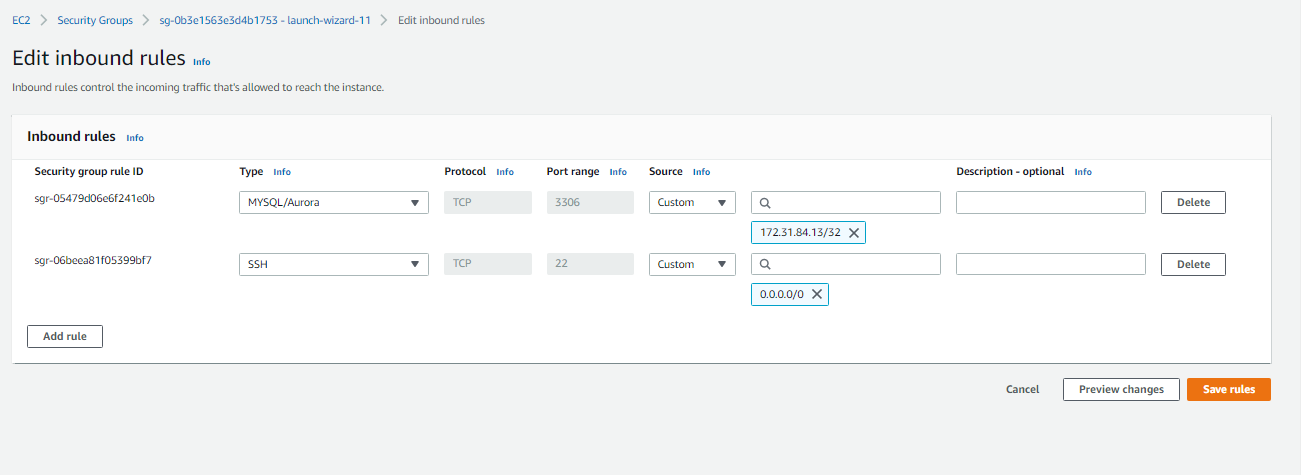 EC2 > Security Groups > sg-0b3e1563e3d4b1753 - launch-wizard-11 > Edit inbound rules
Edit inbound rules Info
Inbound rules control the incoming traffic that's allowed to reach the instance.
Inbound rules Info
Security group rule ID Type Info Protocol Info Port range Info Source Info Description - optional Info
sgr-05479d06e6f241e0b MYSQL/Aurora TCP 3306 Custom Delete
172.31.84.13/32
sgr-06beea81f05399bf7 SSH TCP 22 Custom Delete
0.0.0.0/0
Add rule
Cancel Preview changes Save rules